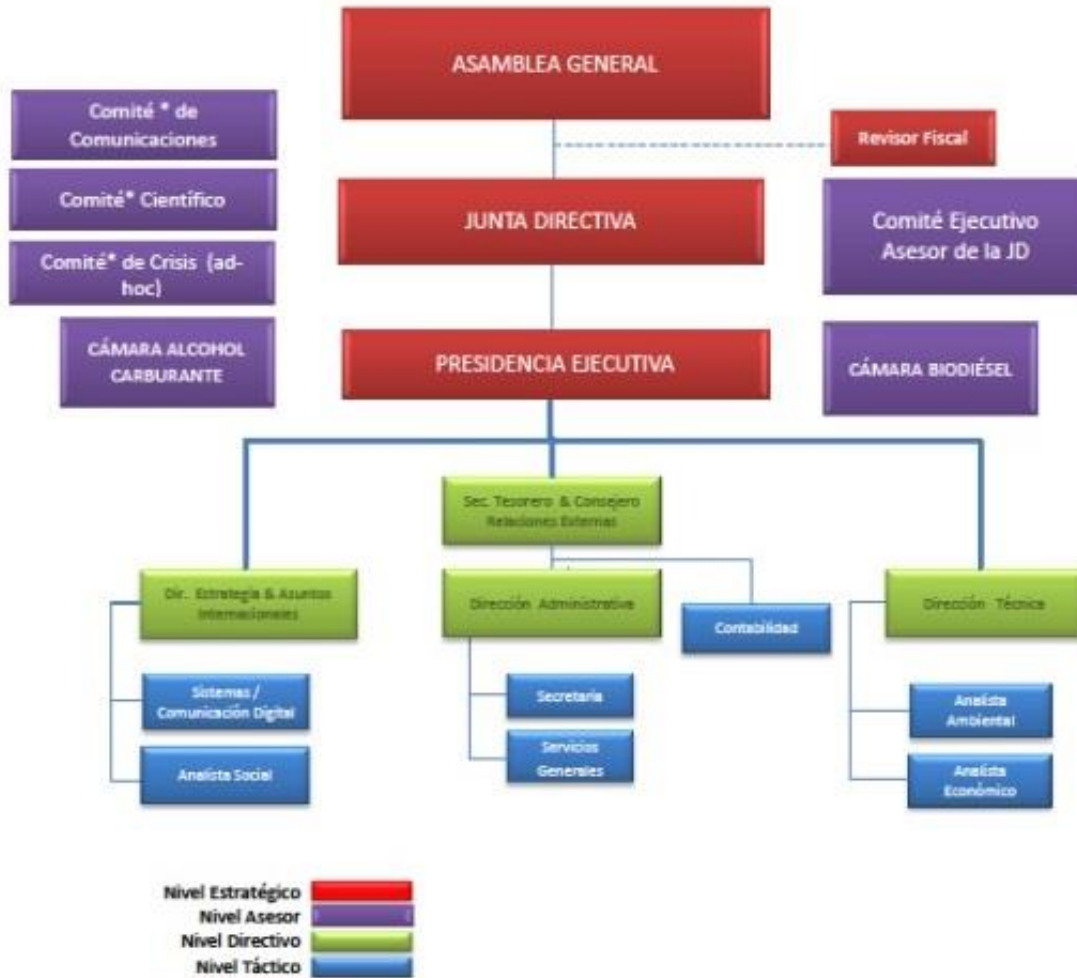 ASAMBLEA GENERAL
Comité * de
Comunicaciones
Revisor Fiscal
Comité* Científico
JUNTA DIRECTIVA
Comité Ejecutivo
Asesor de la JD
Comité* de Crisis (ad-
hoc)
CÁMARA ALCOHOL
CARBURANTE
PRESIDENCIA EJECUTIVA
CÁMARA BIODIÉSEL
Sec. Tesorero & Consejero
Relaciones Externas
Dir. Estrategia & Asuntos
Internacionales
Dirección Administrativa
Contabilidad
Dirección Técnica
Sistemas /
Comunicación Digital
Secretaria
Analista
Ambiental
Analista Social
Servicios
Generales
Analista
Económico
Nivel Estratégico
Nivel Asesor
Nivel Directivo
Nivel Táctico